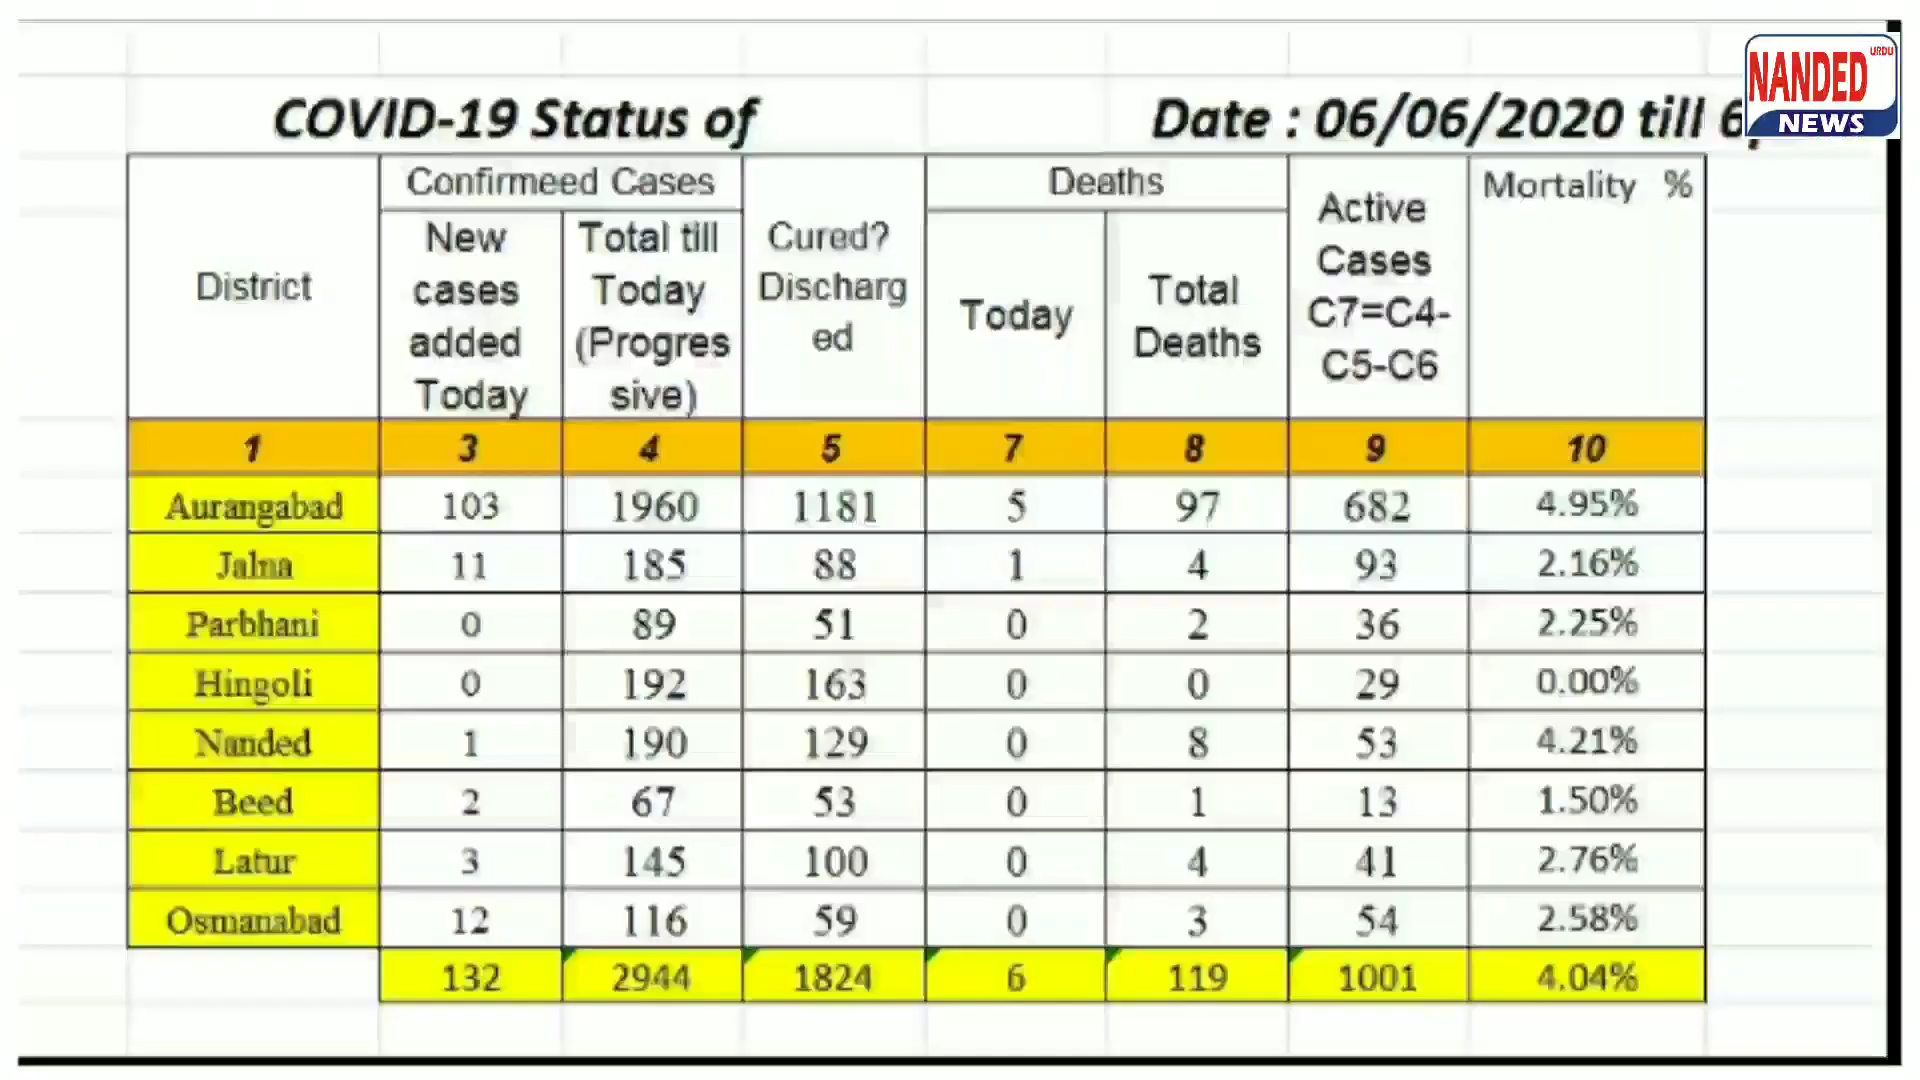 COVID-19 Status of Date : 06/06/2020 till
NANDED URDU
NEWS
District
Confirmeed Cases
New cases added Today
Total till Today (Progressive)
Cured? Discharged
Deaths
Today
Total Deaths
Active Cases C7=C4-C5-C6
Mortality %
1 3 4 5 7 8 9 10
Aurangabad 103 1960 1181 5 97 682 4.95%
Jalna 11 185 88 1 4 93 2.16%
Parbhani 0 89 51 0 2 36 2.25%
Hingoli 0 192 163 0 0 29 0.00%
Nanded 1 190 129 0 8 53 4.21%
Beed 2 67 53 0 1 13 1.50%
Latur 3 145 100 0 4 41 2.76%
Osmanabad 12 116 59 0 3 54 2.58%
132 2944 1824 6 119 1001 4.04%